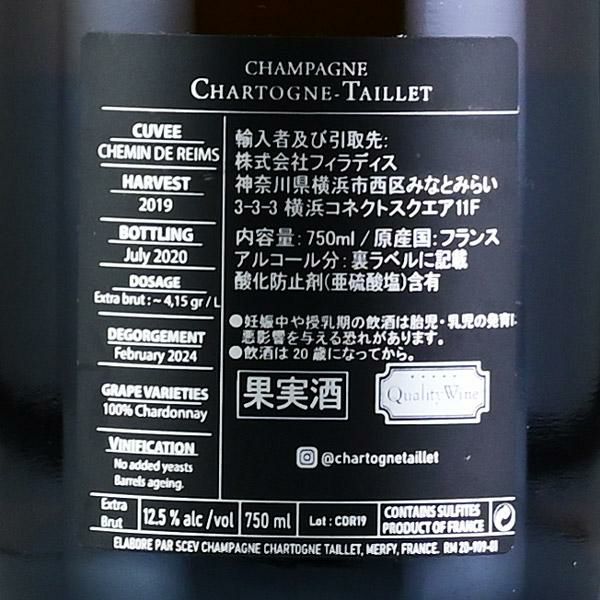 CHAMPAGNE
CHARTOGNE-TAILLET
CUVEE
CHEMIN DE REIMS
HARVEST
2019
BOTTLING
July 2020
DOSAGE
Extra brut : ~ 4,15 gr / L
DEGORGEMENT
February 2024
GRAPE VARIETIES
100% Chardonnay
VINIFICATION
No added yeasts
Barrels ageing.
輸入者及び引取先:
株式会社フィラディス
神奈川県横浜市西区みなとみらい
3-3-3 横浜コネクトスクエア11F
内容量: 750ml / 原産国: フランス
アルコール分: 裏ラベルに記載
酸化防止剤(亜硫酸塩)含有
●妊娠中や授乳期の飲酒は胎児・乳児の発育に
悪影響を与える恐れがあります。
●飲酒は20歳になってから。
果実酒
Quality Wine
@chartognetaillet
Extra Brut
12.5 % alc /vol
750 ml
Lot : CDR19
CONTAINS SULFITES
PRODUCT OF FRANCE
ELABORE PAR SCEV CHAMPAGNE CHARTOGNE TAILLET, MERFY, FRANCE. RM 20-909-01